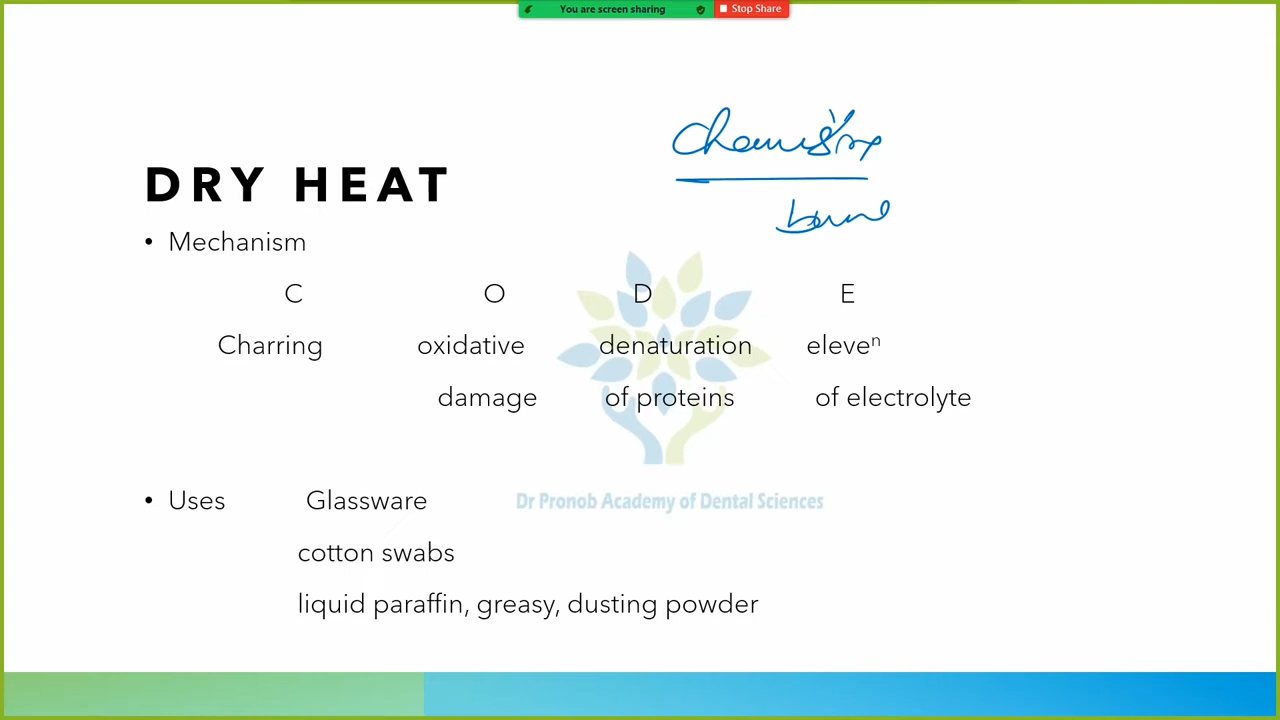 You are screen sharing Stop Share
Chemistry
DRY HEAT
• Mechanism
C O D E
Charring oxidative denaturation eleveⁿ
damage of proteins of electrolyte
• Uses Glassware
Dr Pronob Academy of Dental Sciences
cotton swabs
liquid paraffin, greasy, dusting powder